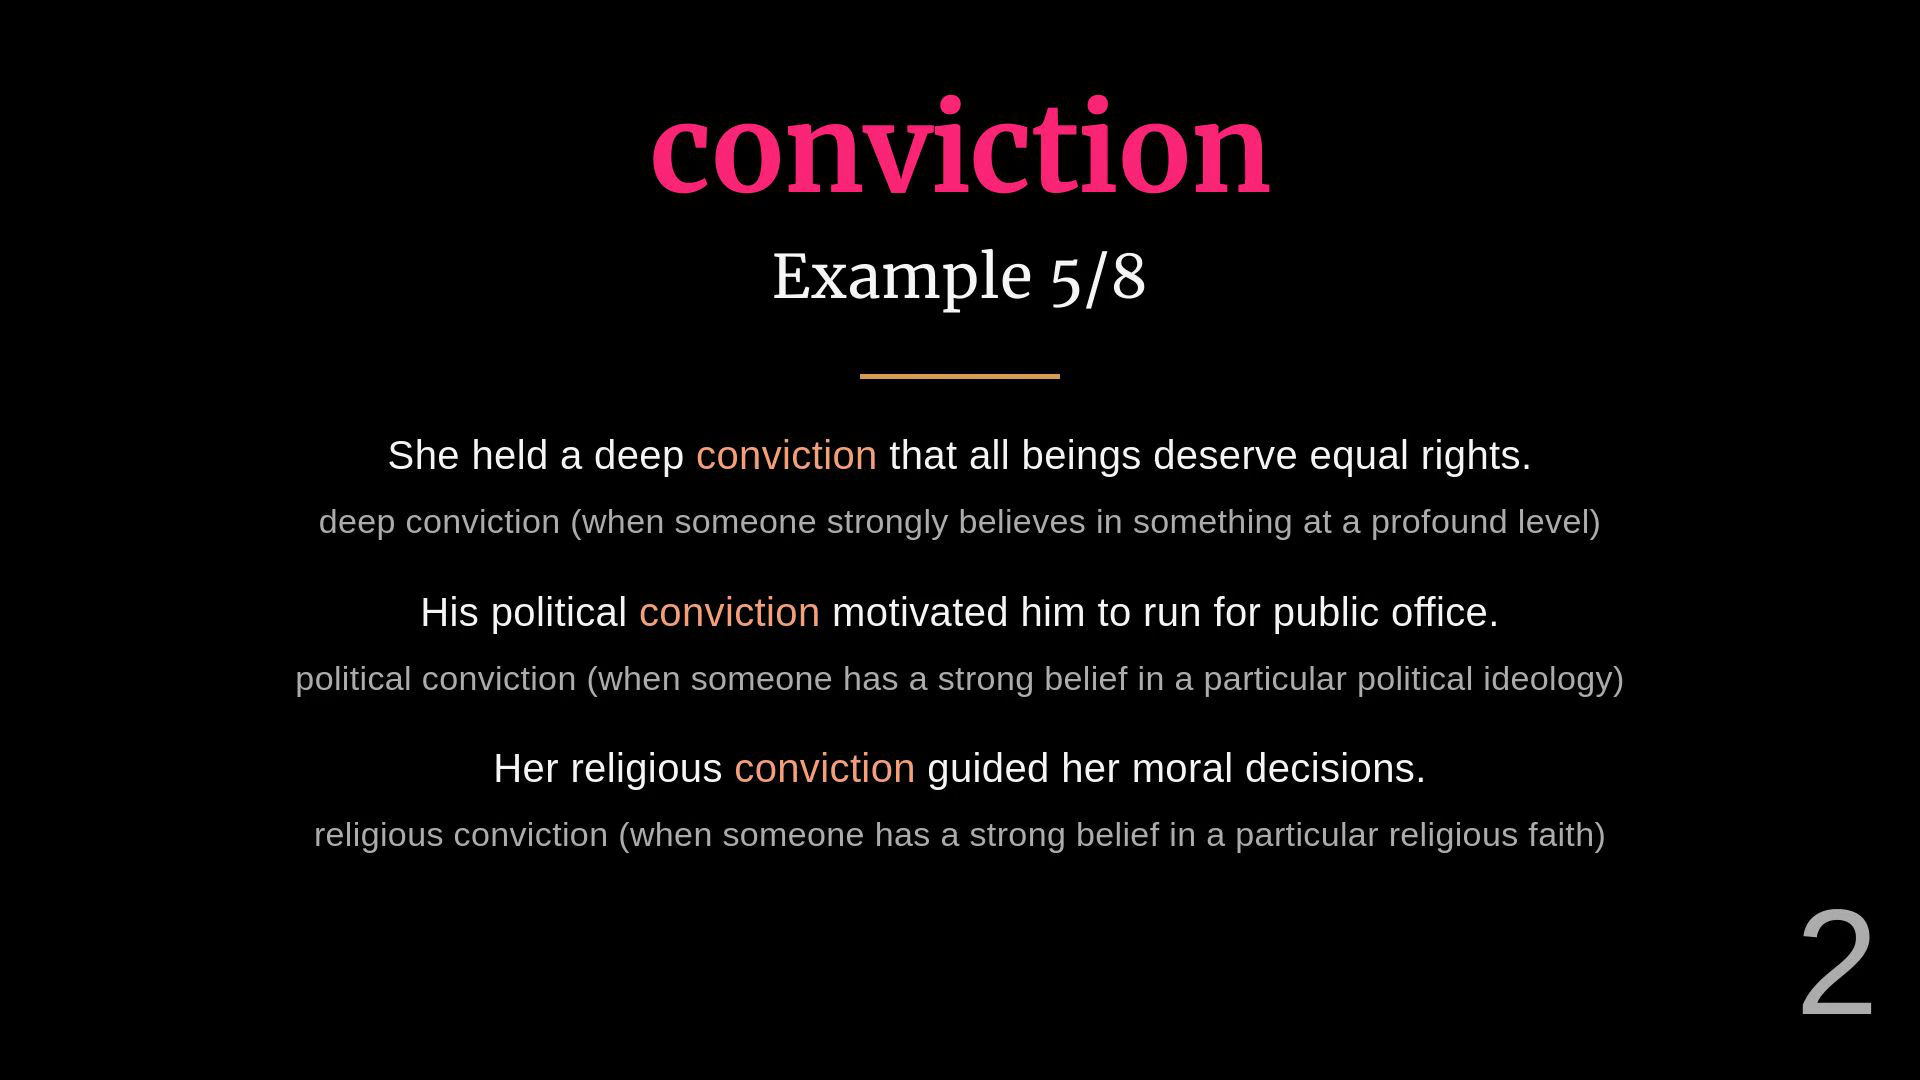 conviction
Example 5/8
She held a deep conviction that all beings deserve equal rights.
deep conviction (when someone strongly believes in something at a profound level)
His political conviction motivated him to run for public office.
political conviction (when someone has a strong belief in a particular political ideology)
Her religious conviction guided her moral decisions.
religious conviction (when someone has a strong belief in a particular religious faith)
2